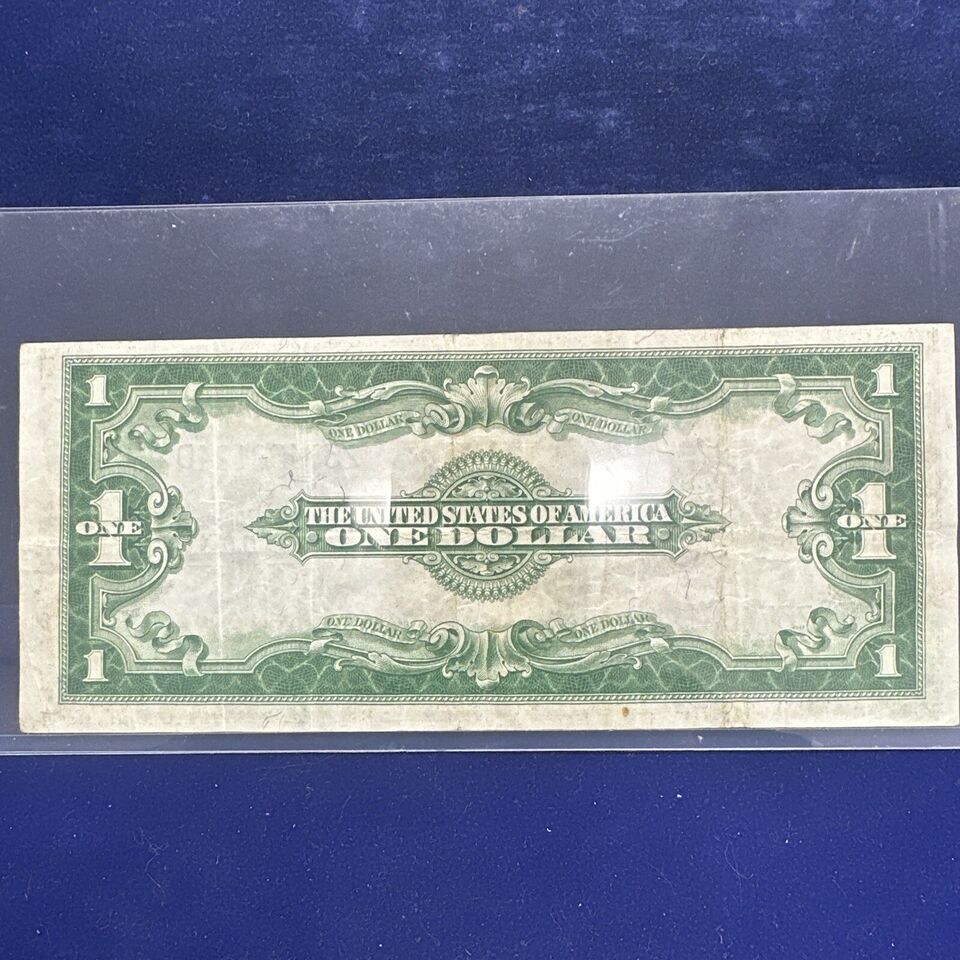 1 1
ONE DOLLAR ONE DOLLAR
1 1
ONE ONE
THE UNITED STATES OF AMERICA
ONE DOLLAR
ONE DOLLAR ONE DOLLAR
1 1